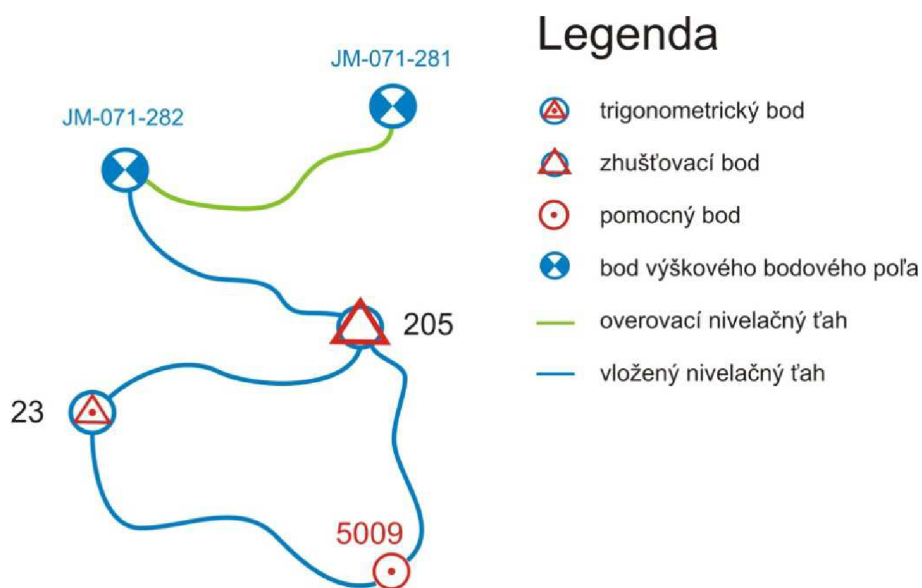 Legenda
JM-071-281
JM-071-282
trigonometrický bod
zhušťovací bod
pomocný bod
bod výškového bodového poľa
205
overovací nivelačný ťah
vložený nivelačný ťah
23
5009